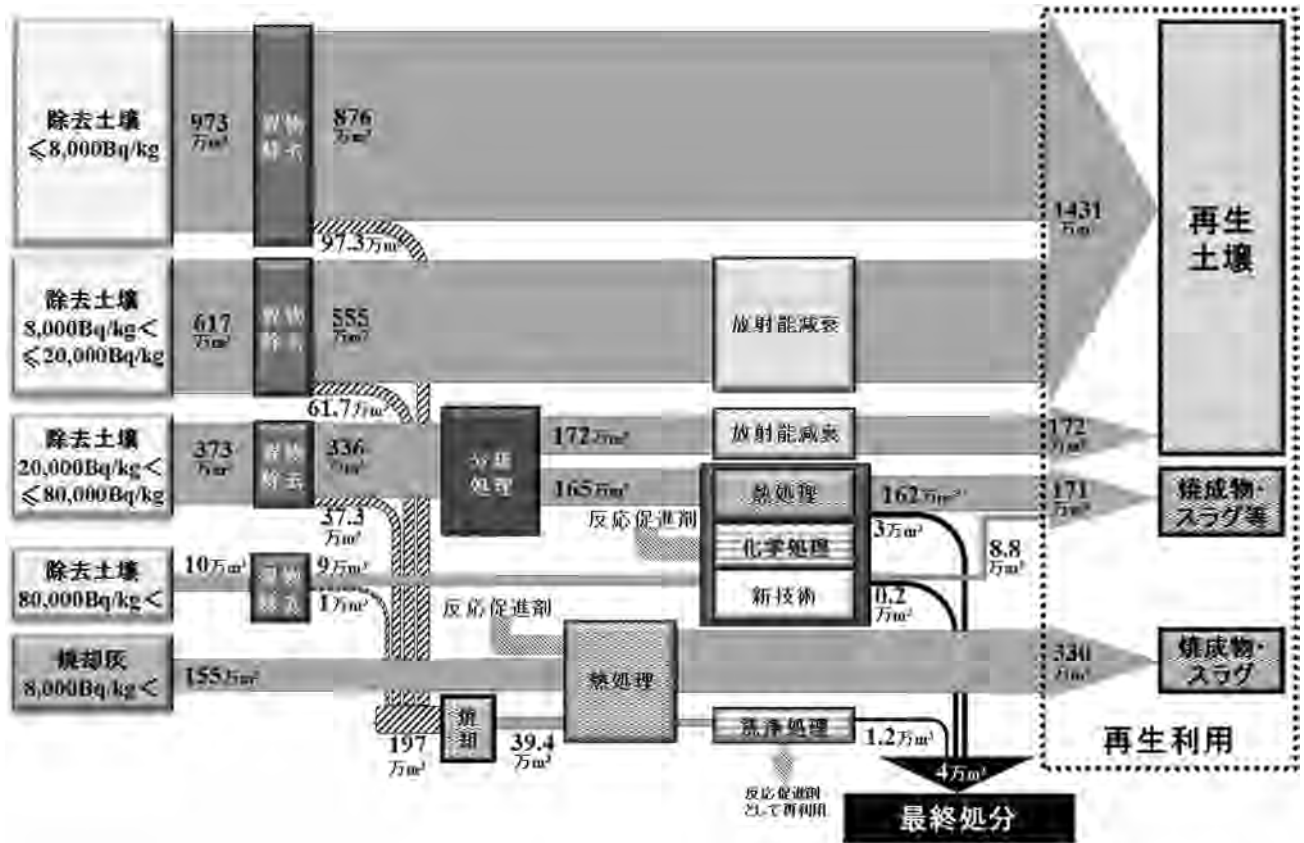 除去土壌
≤8,000Bq/kg
973
万m³
異物
除去
876
万m³
97.3万m³
1431
万m³
再生
土壌
除去土壌
8,000Bq/kg<
≤20,000Bq/kg
617
万m³
異物
除去
555
万m³
61.7万m³
放射能減衰
除去土壌
20,000Bq/kg<
≤80,000Bq/kg
373
万m³
異物
除去
336
万m³
37.3
万m³
分級
処理
172万m³
放射能減衰
172
万m³
165万m³
熱処理
162万m³
171
万m³
焼成物・
スラグ等
反応促進剤
化学処理
3万m³
新技術
0.2
万m³
8.8
万m³
除去土壌
80,000Bq/kg<
10万m³
異物
除去
9万m³
1万m³
反応促進剤
焼却灰
8,000Bq/kg<
155万m³
熱処理
330
万m³
焼成物・
スラグ
197
万m³
焼
却
39.4
万m³
洗浄処理
1.2万m³
反応促進剤
として再利用
4万m³
最終処分
再生利用